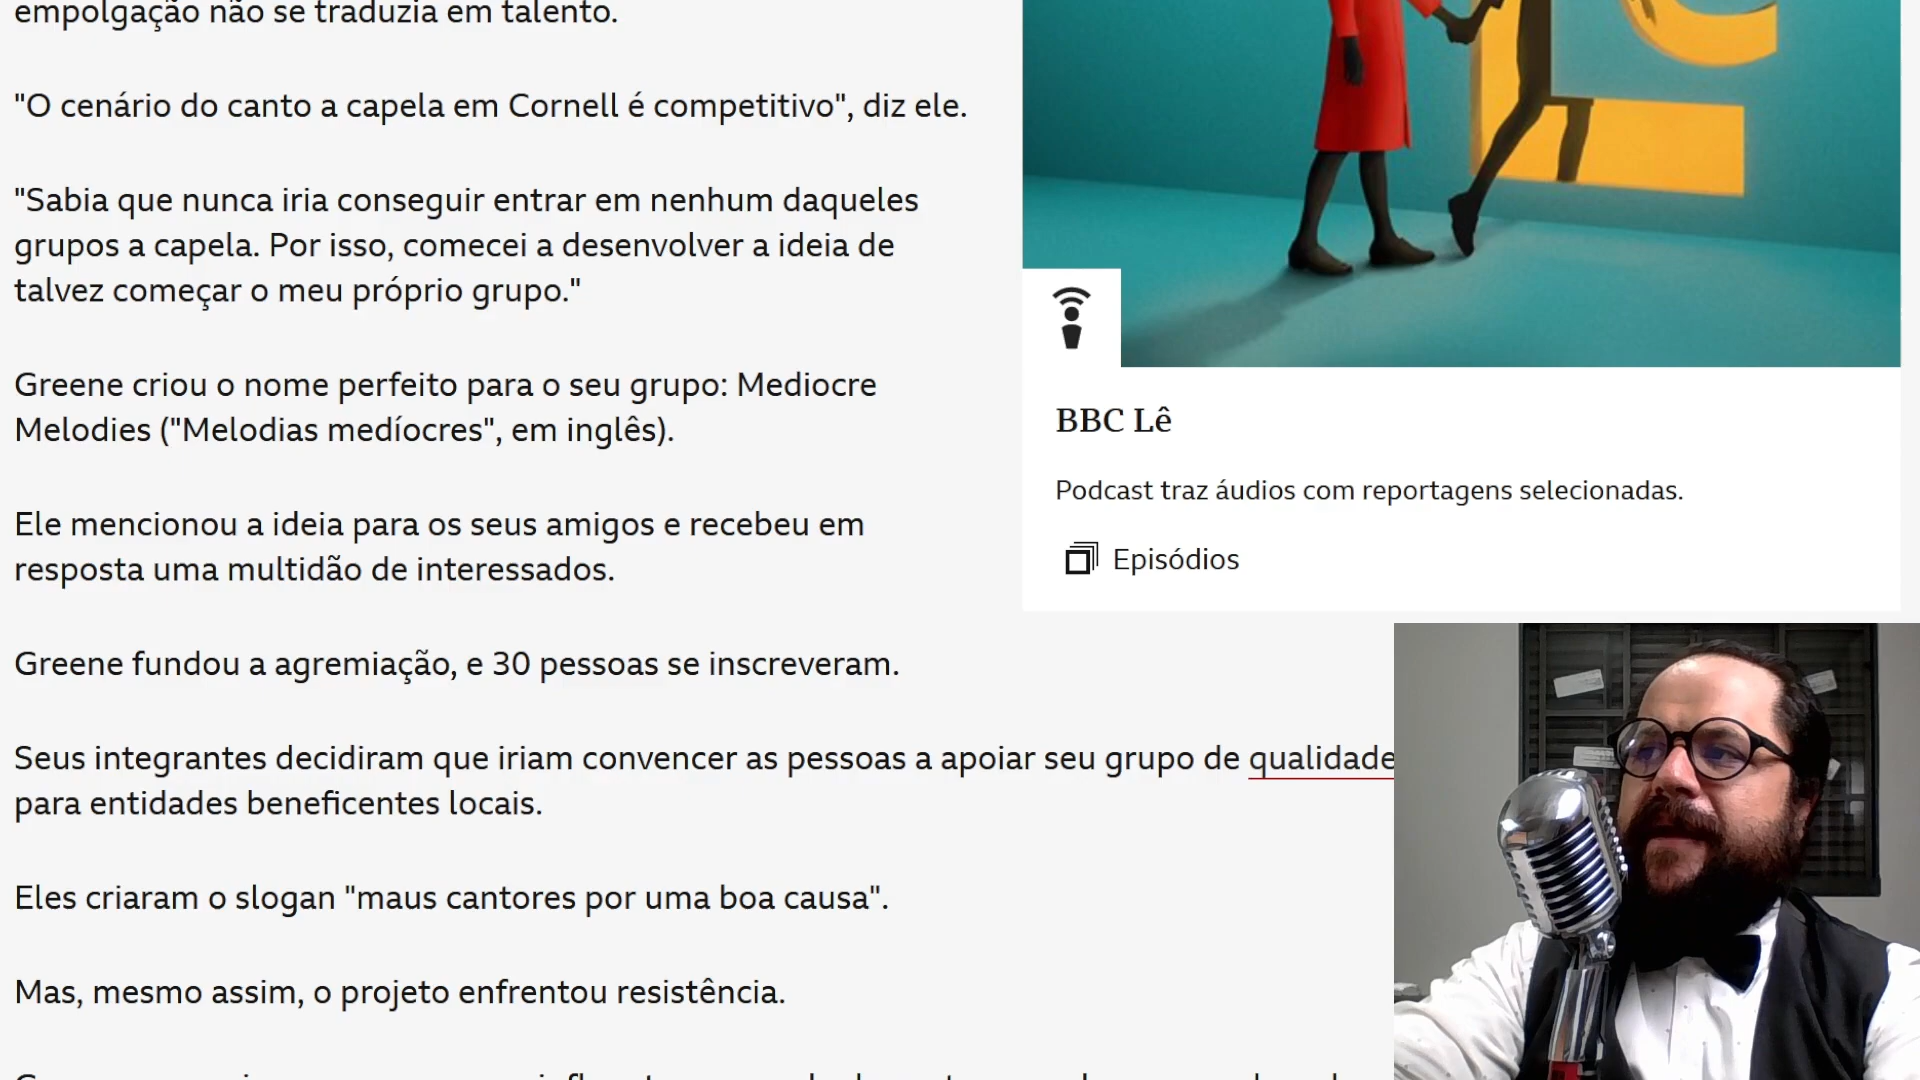 empolgação não se traduzia em talento.
"O cenário do canto a capela em Cornell é competitivo", diz ele.
"Sabia que nunca iria conseguir entrar em nenhum daqueles
grupos a capela. Por isso, comecei a desenvolver a ideia de
talvez começar o meu próprio grupo."
Greene criou o nome perfeito para o seu grupo: Mediocre
Melodies ("Melodias medíocres", em inglês).
Ele mencionou a ideia para os seus amigos e recebeu em
resposta uma multidão de interessados.
Greene fundou a agremiação, e 30 pessoas se inscreveram.
Seus integrantes decidiram que iriam convencer as pessoas a apoiar seu grupo de qualidade
para entidades beneficentes locais.
Eles criaram o slogan "maus cantores por uma boa causa".
Mas, mesmo assim, o projeto enfrentou resistência.
BBC Lê
Podcast traz áudios com reportagens selecionadas.
Episódios